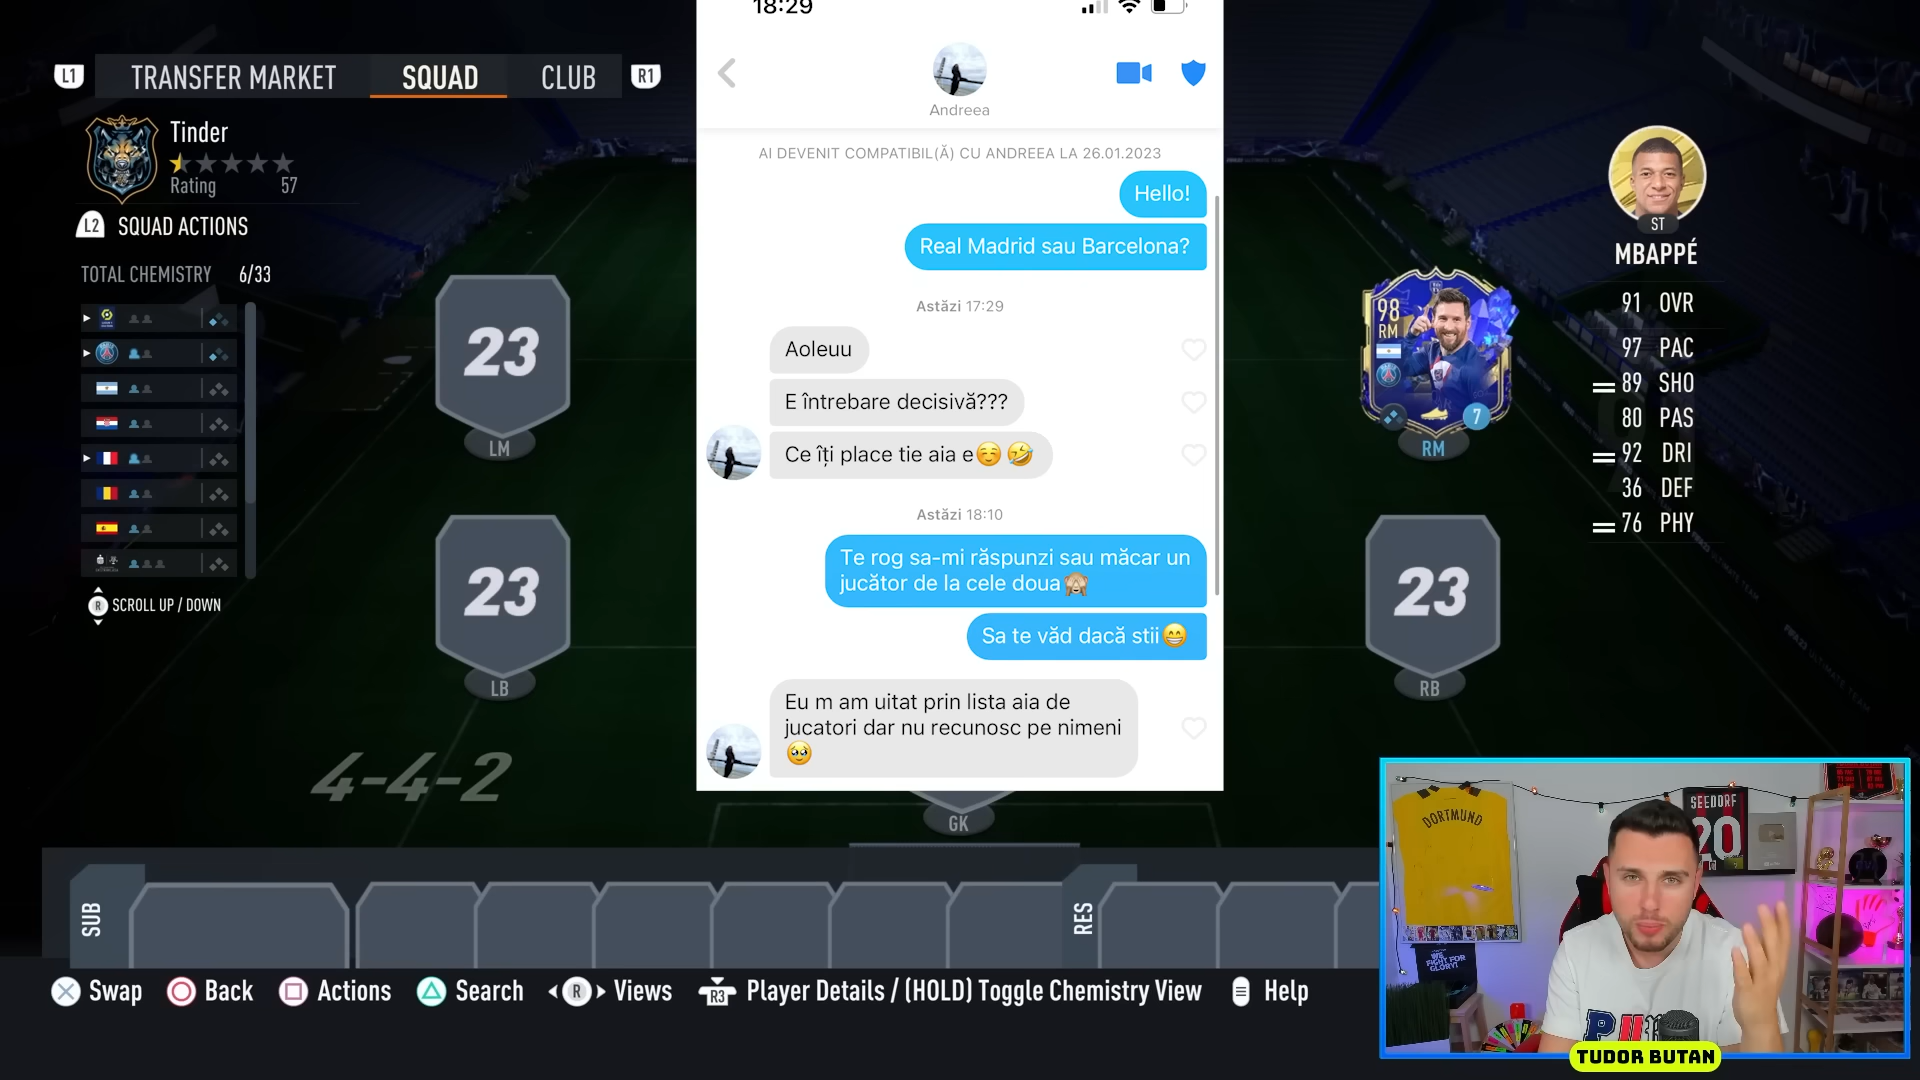 18:29
L1
TRANSFER MARKET
SQUAD
CLUB
R1
Tinder
Rating 57
L2 SQUAD ACTIONS
TOTAL CHEMISTRY 6/33
R SCROLL UP / DOWN
Andreea
AI DEVENIT COMPATIBIL(Ă) CU ANDREEA LA 26.01.2023
Hello!
Real Madrid sau Barcelona?
Astăzi 17:29
Aoleuu
E întrebare decisivă???
Ce îți place tie aia e☺️🤣
Astăzi 18:10
Te rog sa-mi răspunzi sau măcar un
jucător de la cele doua🙈
Sa te văd dacă stii😁
Eu m am uitat prin lista aia de
jucatori dar nu recunosc pe nimeni
🥹
23
LM
23
LB
98
RM
7
RM
23
RB
GK
4-4-2
ST
MBAPPÉ
91 OVR
97 PAC
89 SHO
80 PAS
92 DRI
36 DEF
76 PHY
SUB
RES
Swap
Back
Actions
Search
R Views
R3 Player Details / (HOLD) Toggle Chemistry View
Help
DORTMUND
SEEDORF
20
WE
FIGHT FOR
GLORY!
TUDOR BUTAN